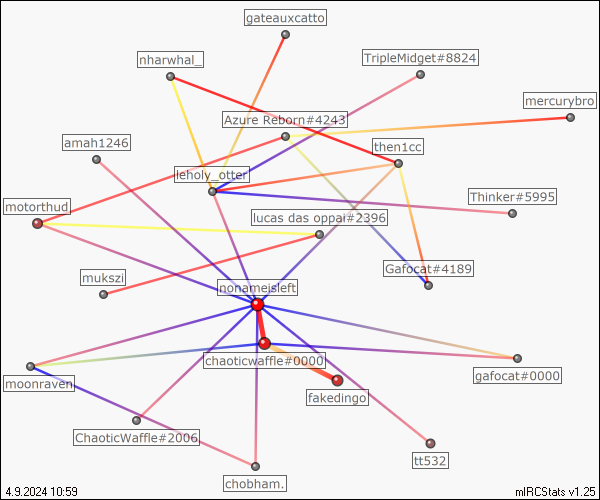 gateauxcatto
nharwhal_
TripleMidget#8824
mercurybro
Azure Reborn#4243
amah1246
then1cc
leholy_otter
Thinker#5995
motorthud
lucas das oppai#2396
Gafocat#4189
mukszi
nonameisleft
chaoticwaffle#0000
moonraven
gafocat#0000
fakedingo
ChaoticWaffle#2006
tt532
chobham.
4.9.2024 10:59
mIRCStats v1.25